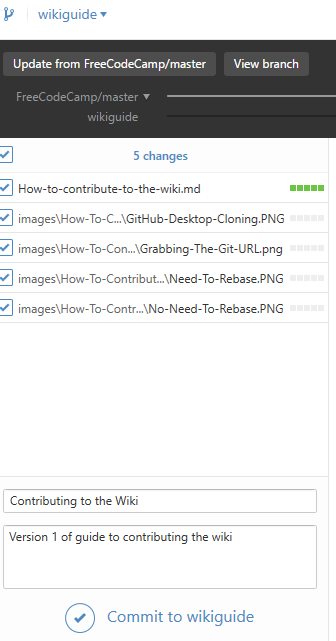 wikiguide
Update from FreeCodeCamp/master View branch
FreeCodeCamp/master
wikiguide
5 changes
How-to-contribute-to-the-wiki.md
images\How-To-C...\GitHub-Desktop-Cloning.PNG
images\How-To-Con...\Grabbing-The-Git-URL.png
images\How-To-Contribut...\Need-To-Rebase.PNG
images\How-To-Contr...\No-Need-To-Rebase.PNG
Contributing to the Wiki
Version 1 of guide to contributing the wiki
Commit to wikiguide